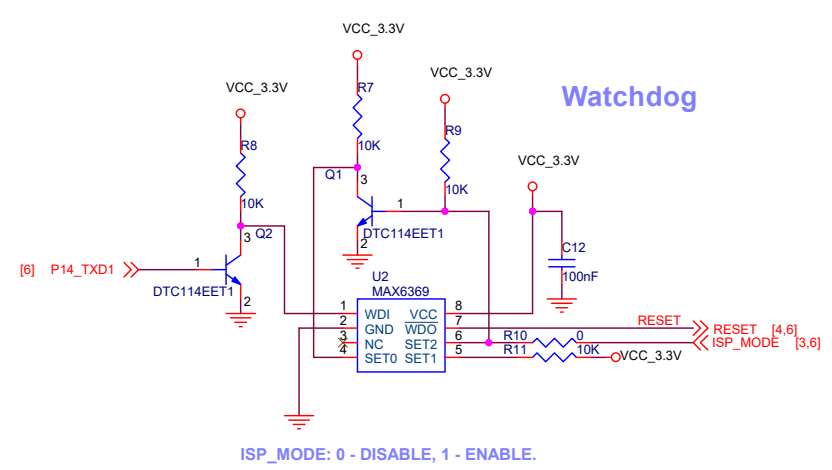 VCC_3.3V
VCC_3.3V
VCC_3.3V
Watchdog
R7
R9
R8
10K
VCC_3.3V
Q1
3
10K
1
10K
2
DTC114EET1
3
Q2
[6] P14_TXD1
1
DTC114EET1
2
C12
100nF
U2
MAX6369
1 WDI VCC 8
2 GND WDO 7
3 NC SET2 6
4 SET0 SET1 5
RESET
RESET [4,6]
R10 0
ISP_MODE [3,6]
R11 10K
VCC_3.3V
ISP_MODE: 0 - DISABLE, 1 - ENABLE.